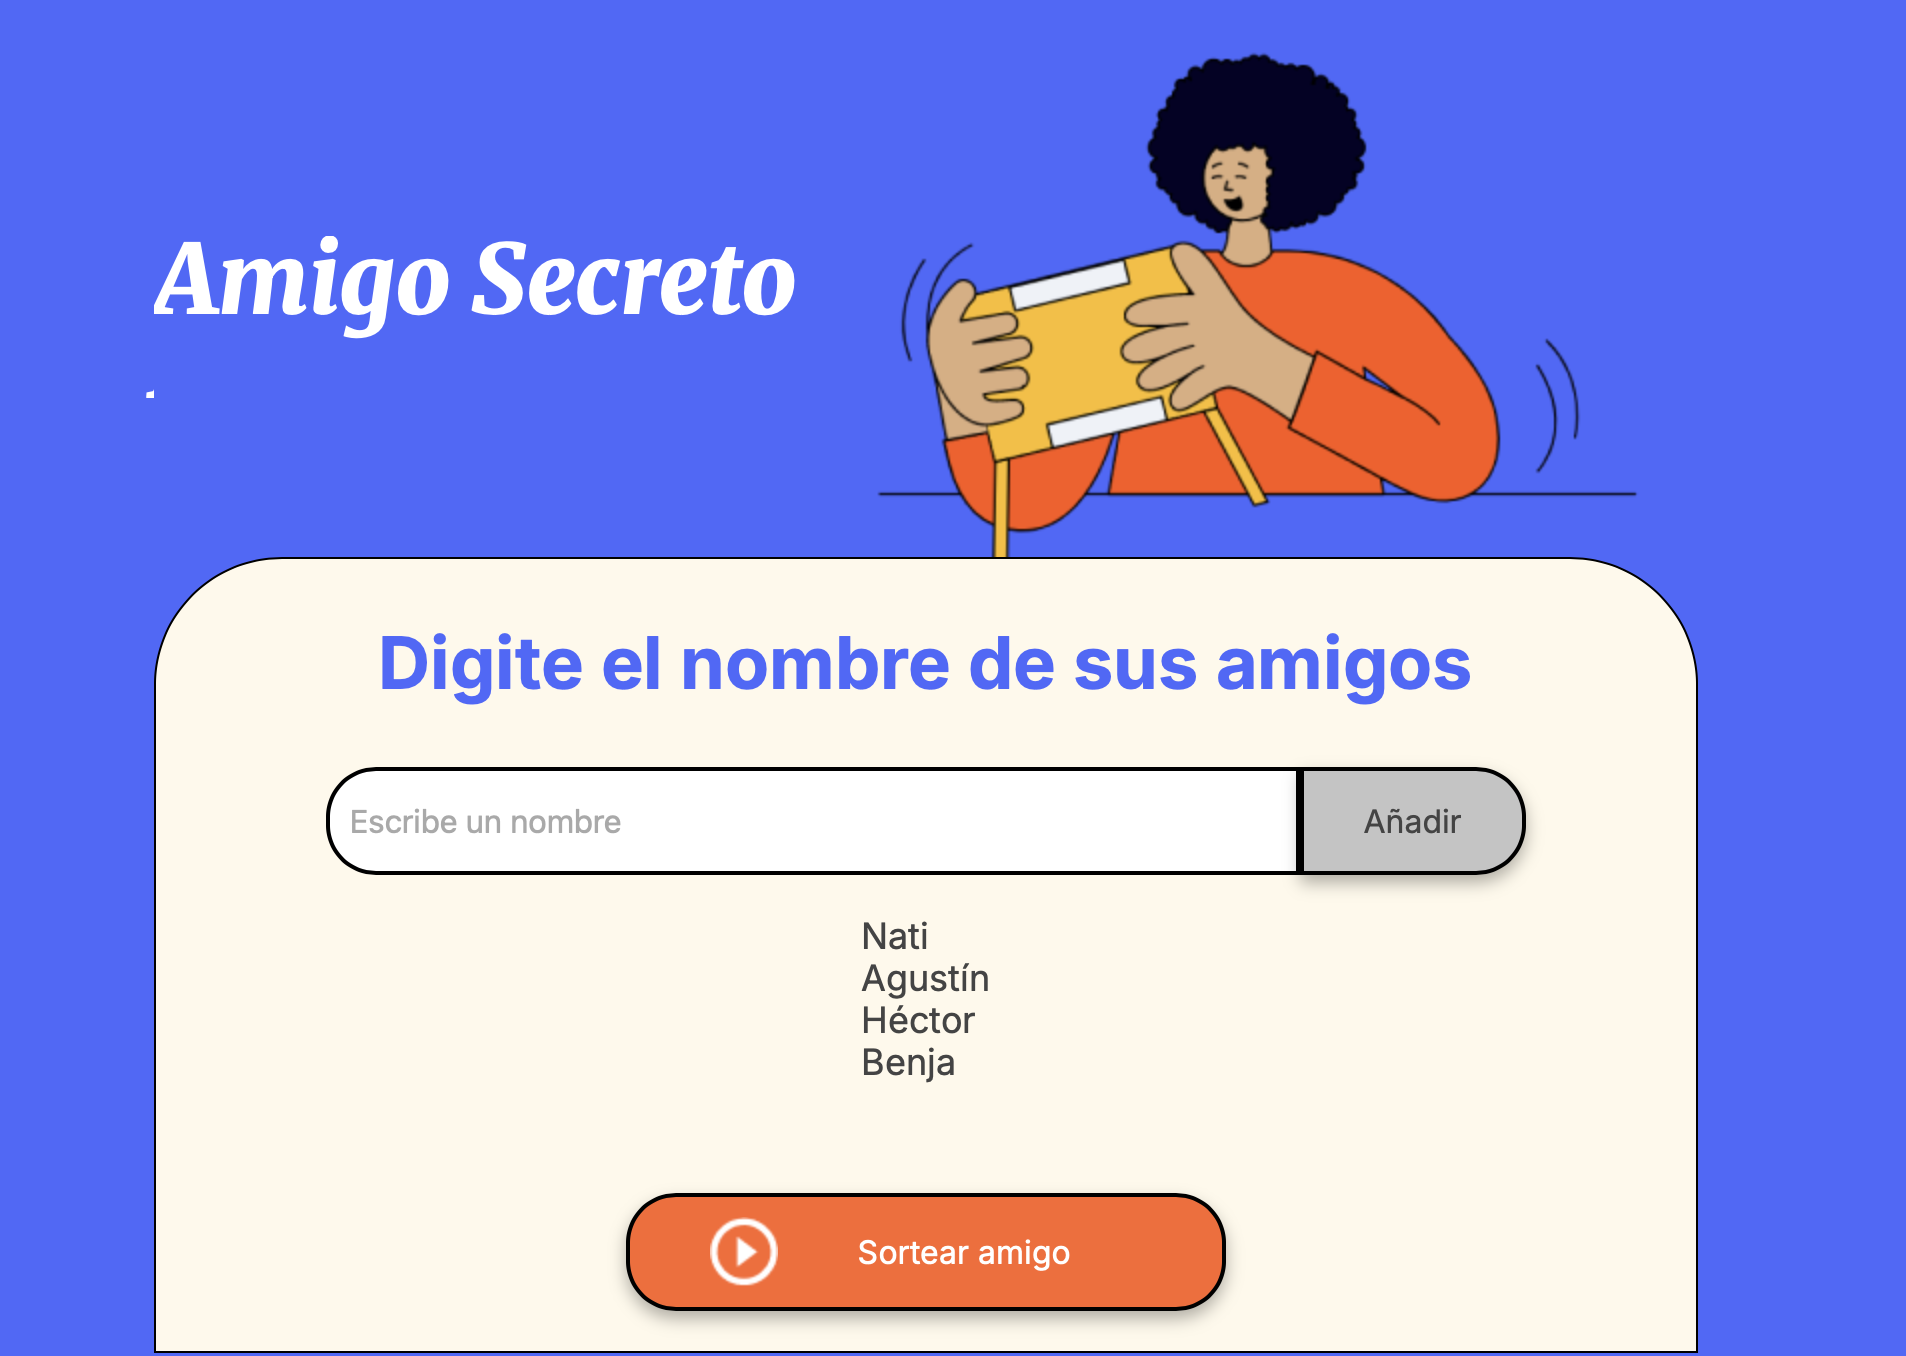 Amigo Secreto
Digite el nombre de sus amigos
Escribe un nombre
Añadir
Nati
Agustín
Héctor
Benja
Sortear amigo